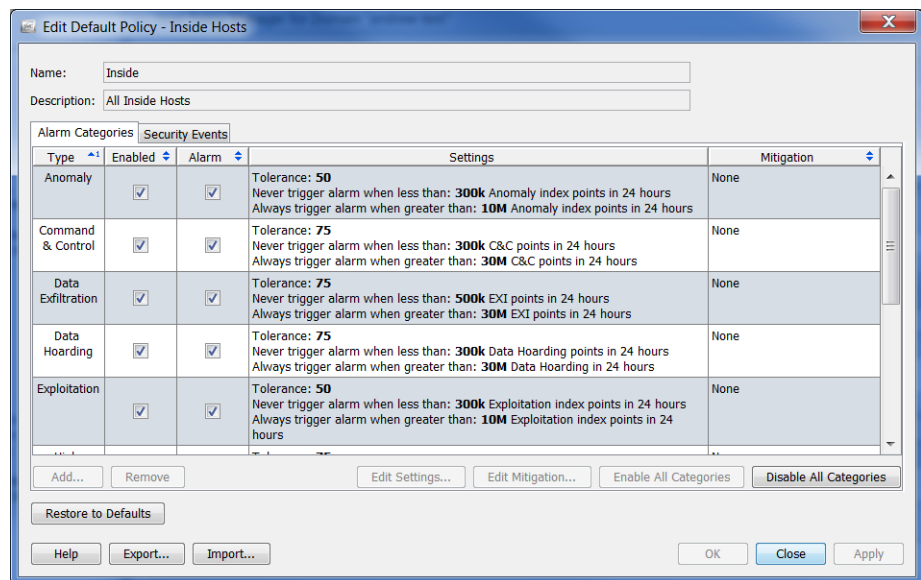 Edit Default Policy - Inside Hosts
X
Name: Inside
Description: All Inside Hosts
Alarm Categories Security Events
Type 1 Enabled Alarm Settings Mitigation
Anomaly
Tolerance: 50
Never trigger alarm when less than: 300k Anomaly index points in 24 hours
Always trigger alarm when greater than: 10M Anomaly index points in 24 hours
None
Command
& Control
Tolerance: 75
Never trigger alarm when less than: 300k C&C points in 24 hours
Always trigger alarm when greater than: 30M C&C points in 24 hours
None
Data
Exfiltration
Tolerance: 75
Never trigger alarm when less than: 500k EXI points in 24 hours
Always trigger alarm when greater than: 30M EXI points in 24 hours
None
Data
Hoarding
Tolerance: 75
Never trigger alarm when less than: 300k Data Hoarding points in 24 hours
Always trigger alarm when greater than: 30M Data Hoarding in 24 hours
None
Exploitation
Tolerance: 50
Never trigger alarm when less than: 300k Exploitation index points in 24 hours
Always trigger alarm when greater than: 10M Exploitation index points in 24
hours
None
Add... Remove Edit Settings... Edit Mitigation... Enable All Categories Disable All Categories
Restore to Defaults
Help Export... Import... OK Close Apply